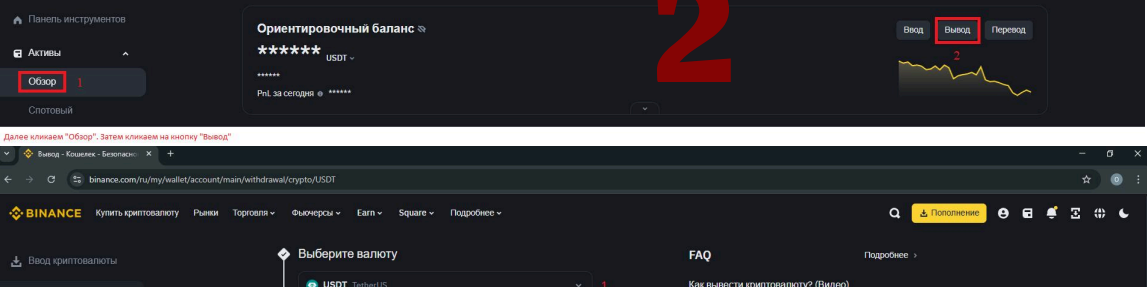 Панель инструментов
Активы
Обзор 1
Спотовый
Ориентировочный баланс
****** USDT
******
PnL за сегодня ******
2
Ввод Вывод Перевод
2
Далее кликаем "Обзор". Затем кликаем на кнопку "Вывод"
Вывод - Кошелек - Безопасно
binance.com/ru/my/wallet/account/main/withdrawal/crypto/USDT
BINANCE Купить криптовалюту Рынки Торговля Фьючерсы Earn Square Подробнее Пополнение
Ввод криптовалюты
Выберите валюту
USDT TetherUS 1
FAQ Подробнее
Как вывести криптовалюту? (Видео)